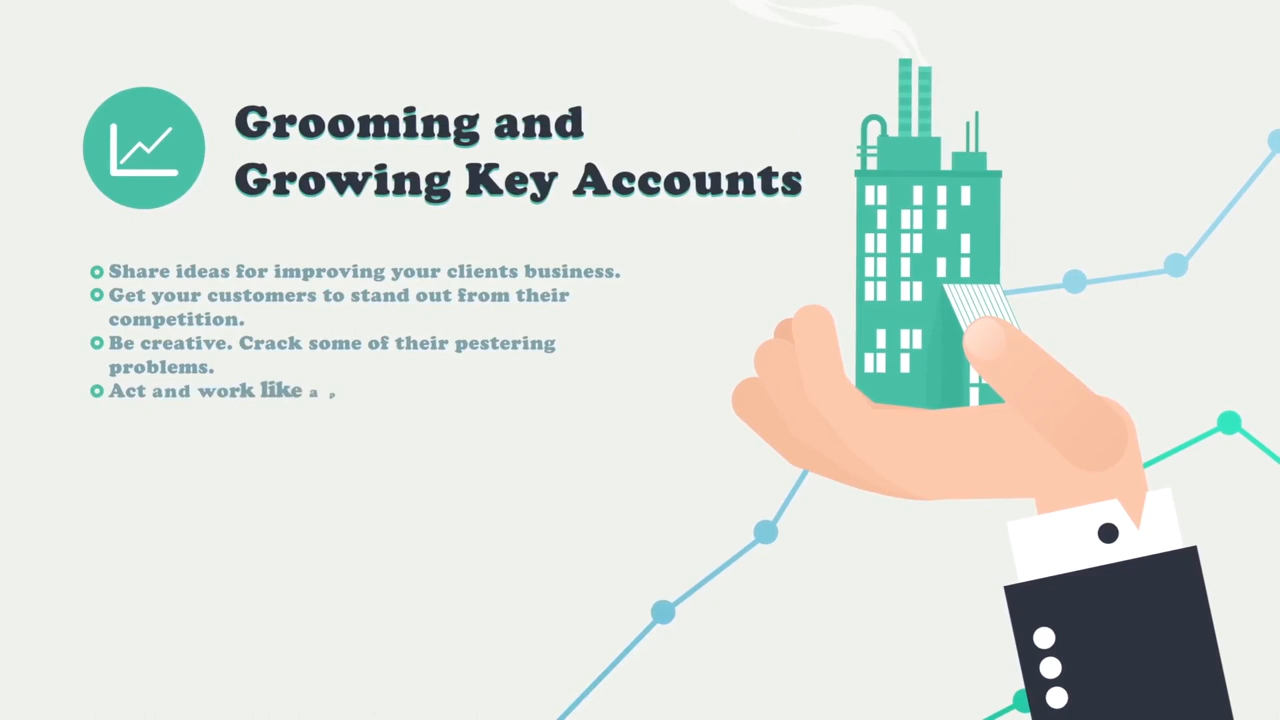 Grooming and
Growing Key Accounts
Share ideas for improving your clients business.
Get your customers to stand out from their
competition.
Be creative. Crack some of their pestering
problems.
Act and work like a